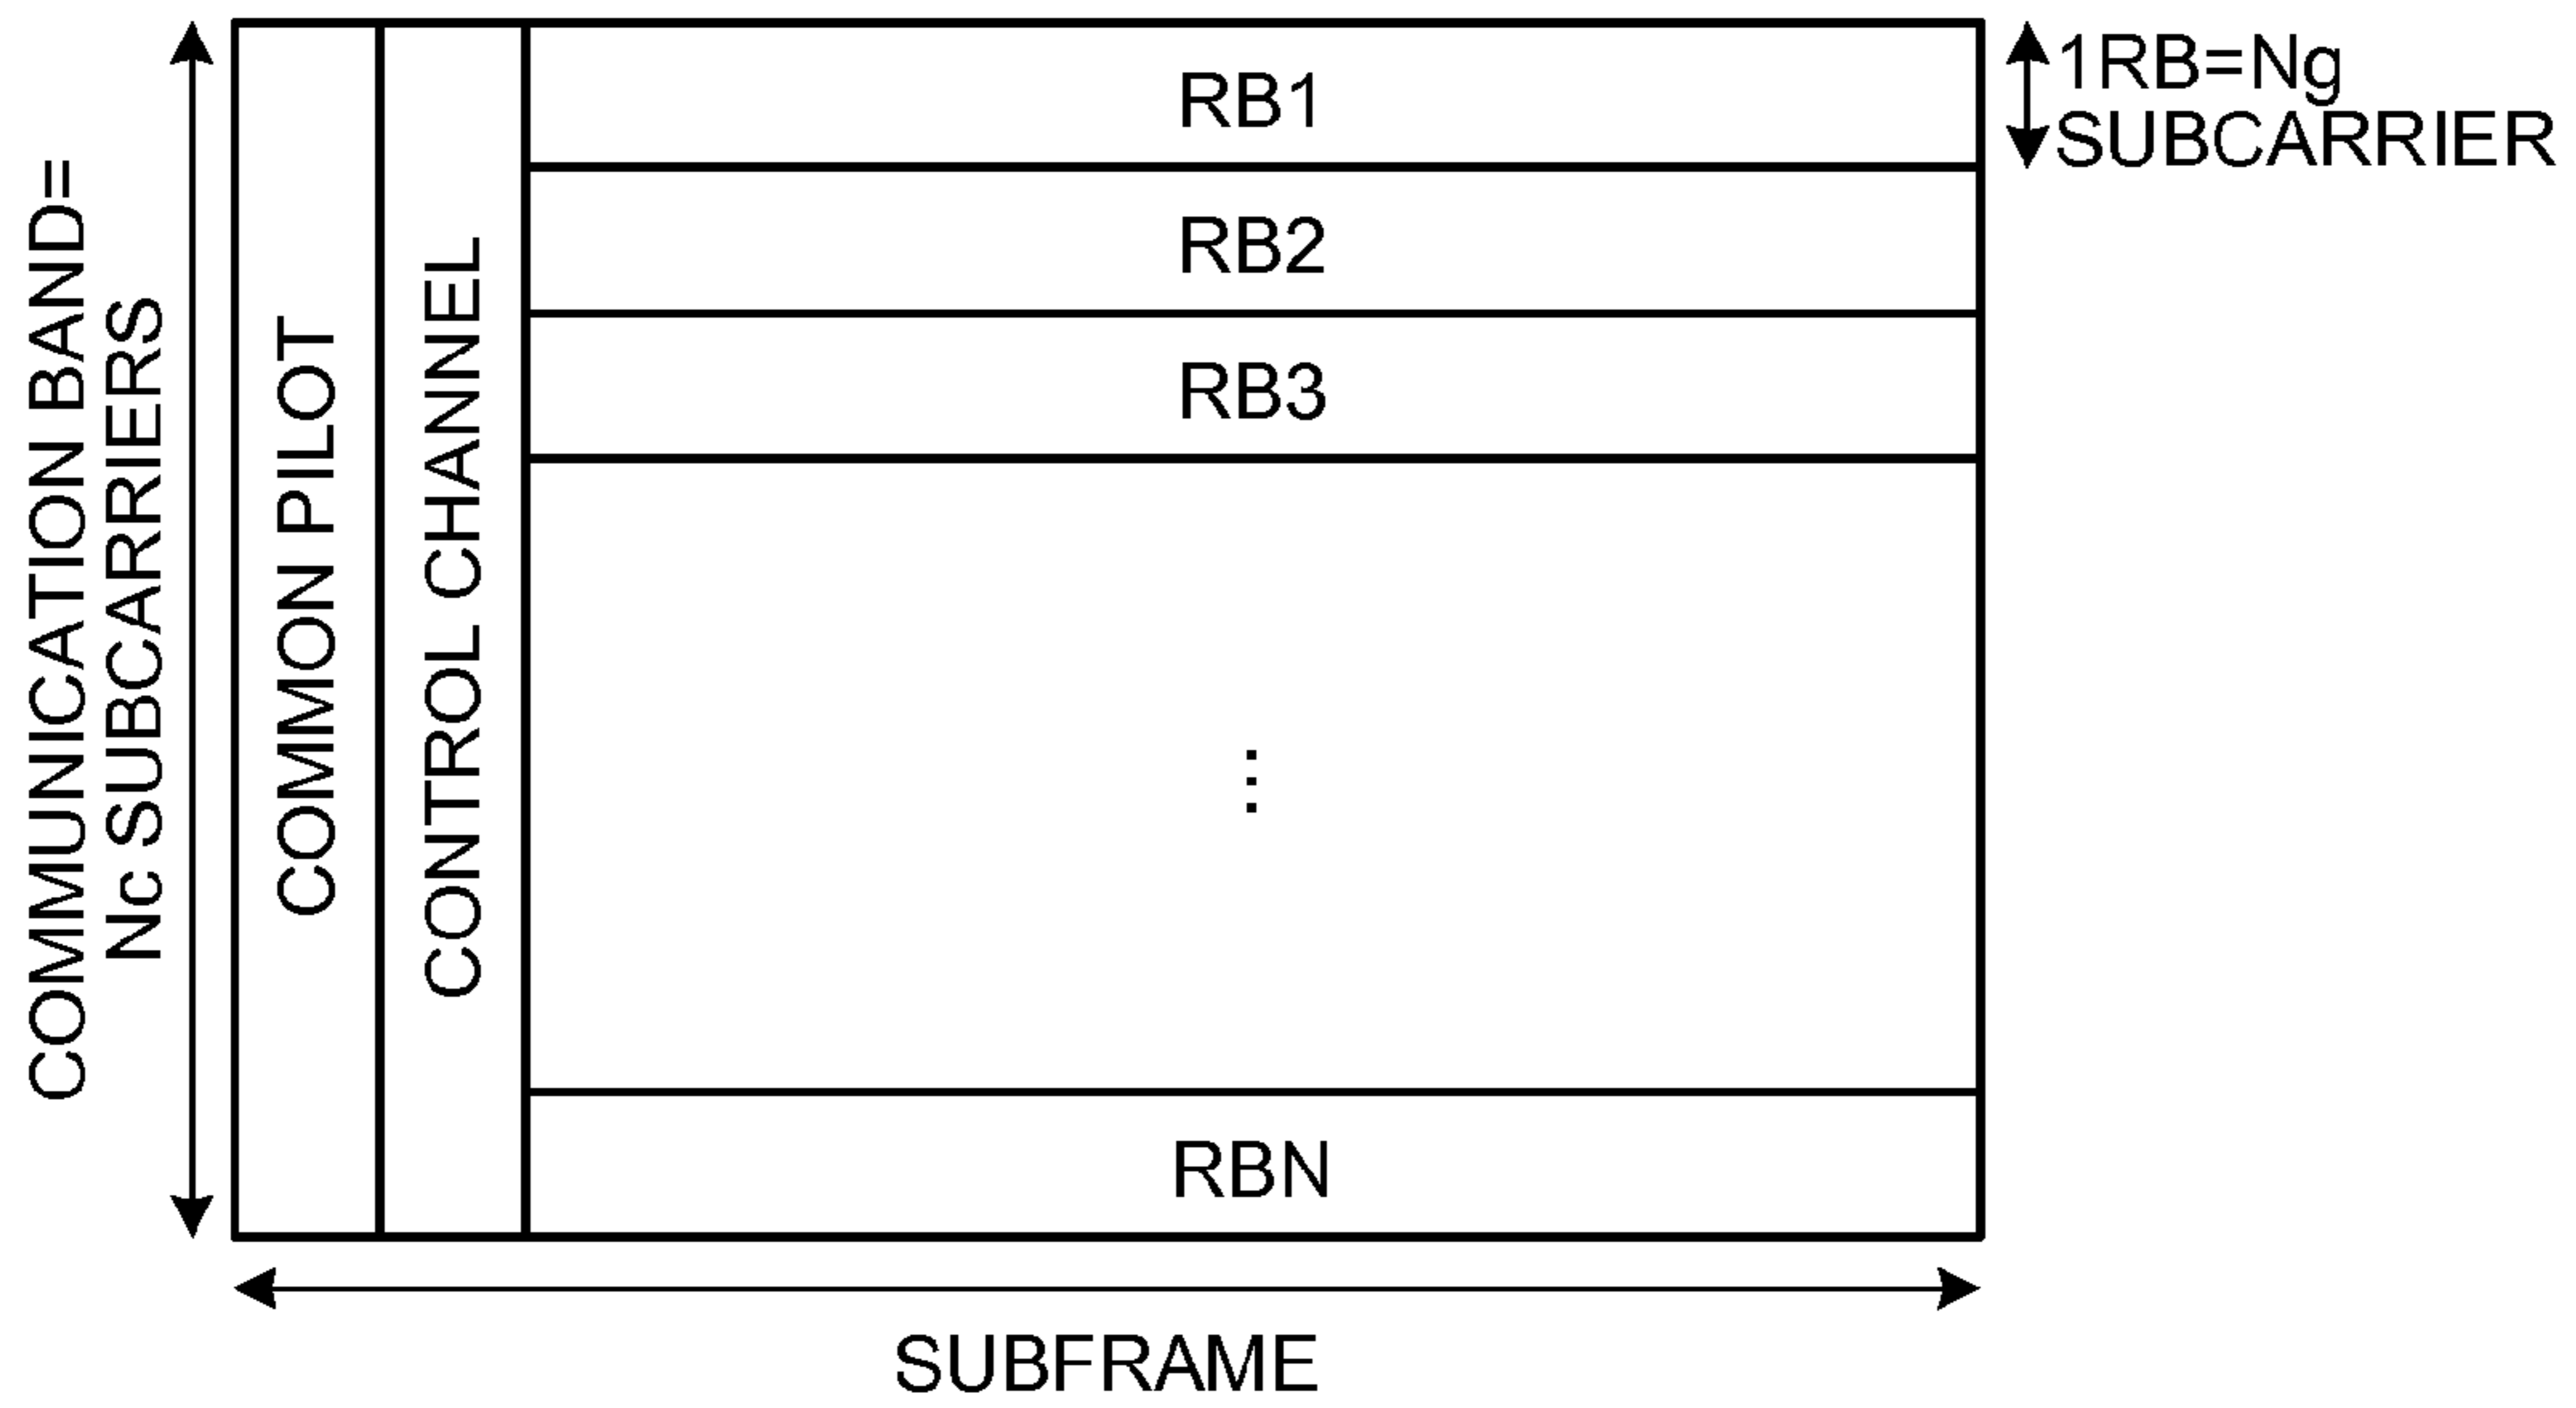 COMMUNICATION BAND=
Nc SUBCARRIERS
COMMON PILOT
CONTROL CHANNEL
RB1
RB2
RB3
⋮
RBN
1RB=Ng
SUBCARRIER
SUBFRAME